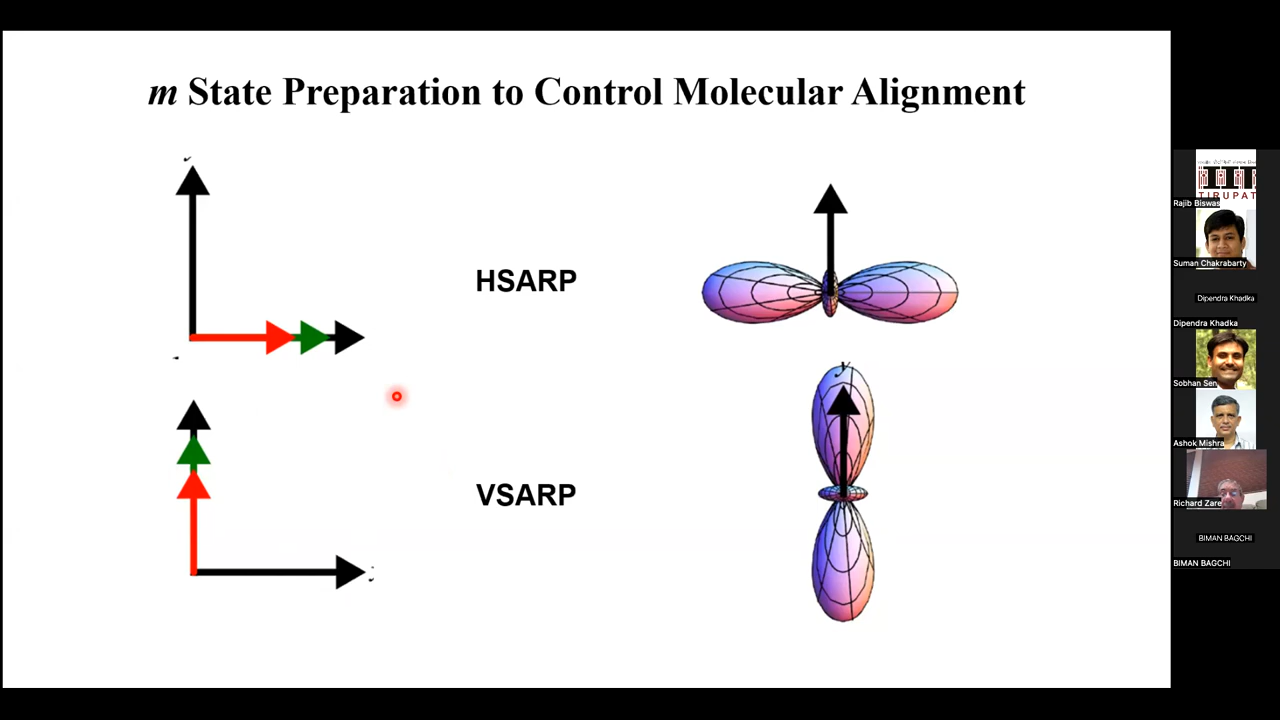 m State Preparation to Control Molecular Alignment
HSARP
y
VSARP
TIRUPAT
Rajib Biswas
Suman Chakrabarty
Dipendra Khadka
Dipendra Khadka
Sobhan Sen
Ashok Mishra
Richard Zare
BIMAN BAGCHI
BIMAN BAGCHI